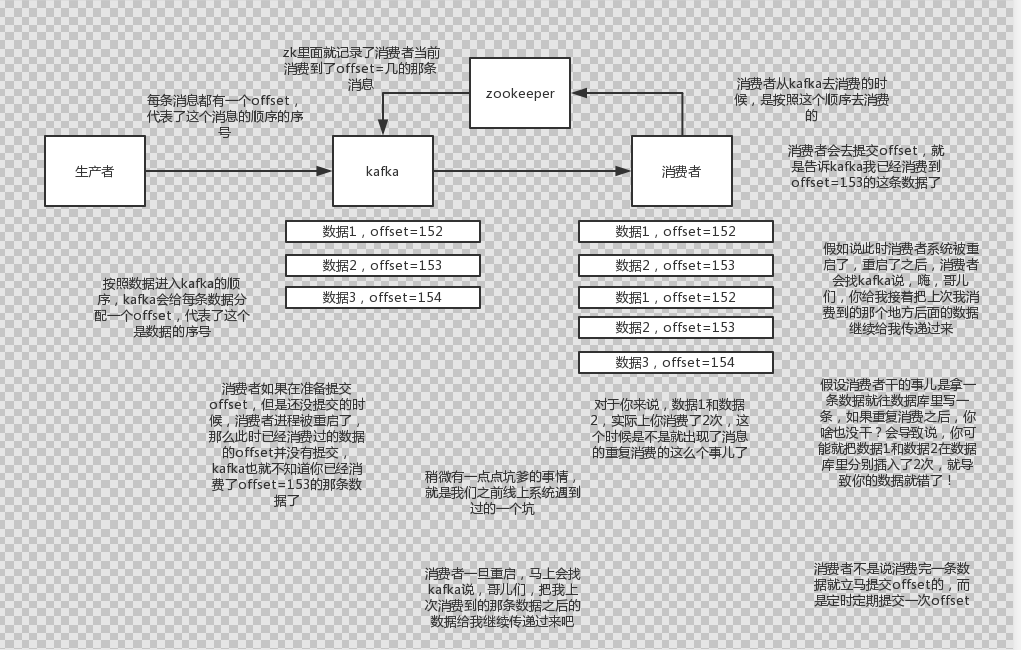 zk里面就记录了消费者当前
消费到了offset=几的那条
消息
zookeeper
消费者从kafka去消费的时
候，是按照这个顺序去消费
的
每条消息都有一个offset，
代表了这个消息的顺序的序
号
生产者
kafka
消费者
消费者会去提交offset，就
是告诉kafka我已经消费到
offset=153的这条数据了
数据1，offset=152
数据2，offset=153
数据3，offset=154
数据1，offset=152
数据2，offset=153
数据1，offset=152
数据2，offset=153
数据3，offset=154
假如说此时消费者系统被重
启了，重启了之后，消费者
会找kafka说，嗨，哥儿
们，你给我接着把上次我消
费到的那个地方后面的数据
继续给我传递过来
按照数据进入kafka的顺
序，kafka会给每条数据分
配一个offset，代表了这个
是数据的序号
消费者如果在准备提交
offset，但是还没提交的时
候，消费者进程被重启了，
那么此时已经消费过的数据
的offset并没有提交，
kafka也就不知道你已经消
费了offset=153的那条数
据了
对于你来说，数据1和数据
2，实际上你消费了2次，这
个时候是不是就出现了消息
的重复消费的这么个事儿了
假设消费者干的事儿是拿一
条数据就往数据库里写一
条，如果重复消费之后，你
啥也没干？会导致说，你可
能就把数据1和数据2在数据
库里分别插入了2次，就导
致你的数据就错了！
稍微有一点点坑爹的事情，
就是我们之前线上系统遇到
过的一个坑
消费者一旦重启，马上会找
kafka说，哥儿们，把我上
次消费到的那条数据之后的
数据给我继续传递过来吧
消费者不是说消费完一条数
据就立马提交offset的，而
是定时定期提交一次offset